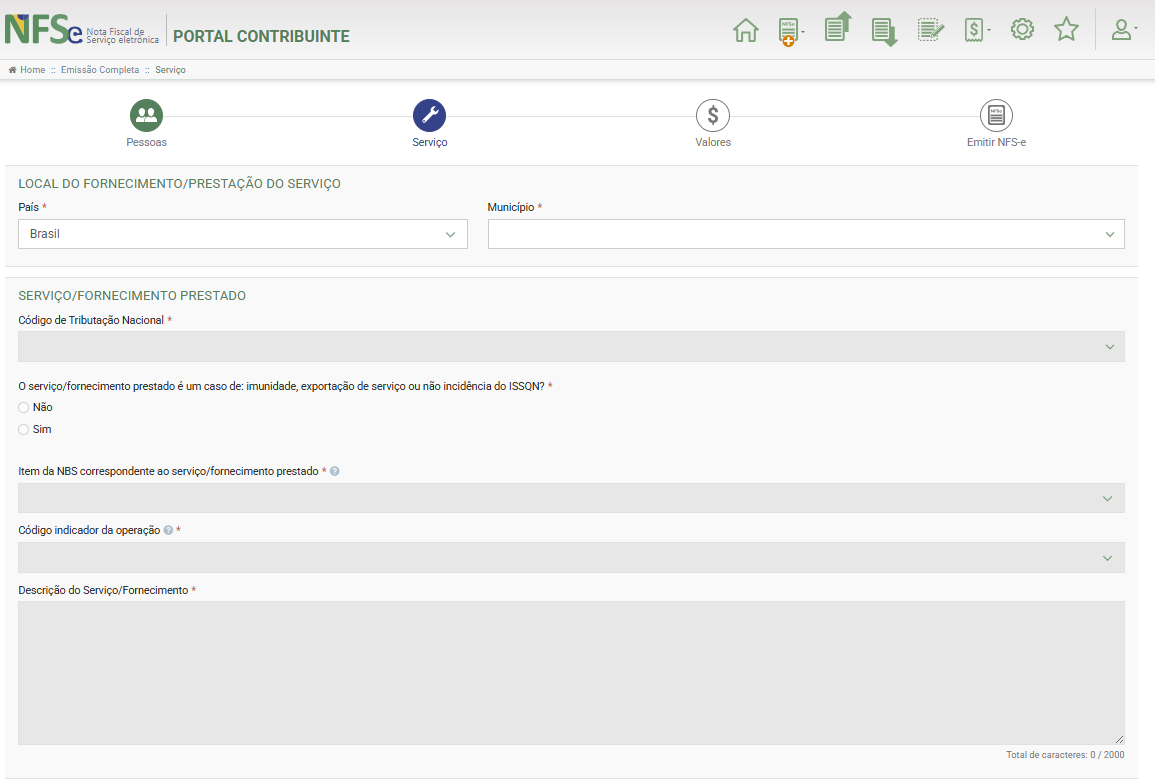 NFSe Nota Fiscal de
Serviço eletrônica
PORTAL CONTRIBUINTE
Home :: Emissão Completa :: Serviço
Pessoas
Serviço
Valores
Emitir NFS-e
LOCAL DO FORNECIMENTO/PRESTAÇÃO DO SERVIÇO
País * Município *
Brasil
SERVIÇO/FORNECIMENTO PRESTADO
Código de Tributação Nacional *
O serviço/fornecimento prestado é um caso de: imunidade, exportação de serviço ou não incidência do ISSQN? *
Não
Sim
Item da NBS correspondente ao serviço/fornecimento prestado * ?
Código indicador da operação ? *
Descrição do Serviço/Fornecimento *
Total de caracteres: 0 / 2000